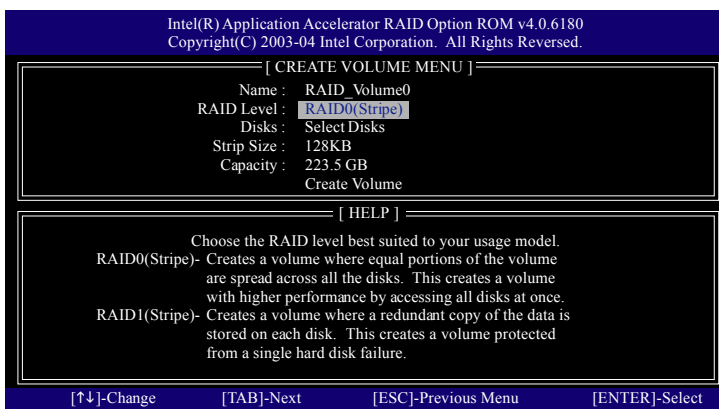 Intel(R) Application Accelerator RAID Option ROM v4.0.6180
Copyright(C) 2003-04 Intel Corporation. All Rights Reversed.
[ CREATE VOLUME MENU ]
Name : RAID_Volume0
RAID Level : RAID0(Stripe)
Disks : Select Disks
Strip Size : 128KB
Capacity : 223.5 GB
Create Volume
[ HELP ]
Choose the RAID level best suited to your usage model.
RAID0(Stripe)- Creates a volume where equal portions of the volume
are spread across all the disks. This creates a volume
with higher performance by accessing all disks at once.
RAID1(Stripe)- Creates a volume where a redundant copy of the data is
stored on each disk. This creates a volume protected
from a single hard disk failure.
[↑↓]-Change [TAB]-Next [ESC]-Previous Menu [ENTER]-Select